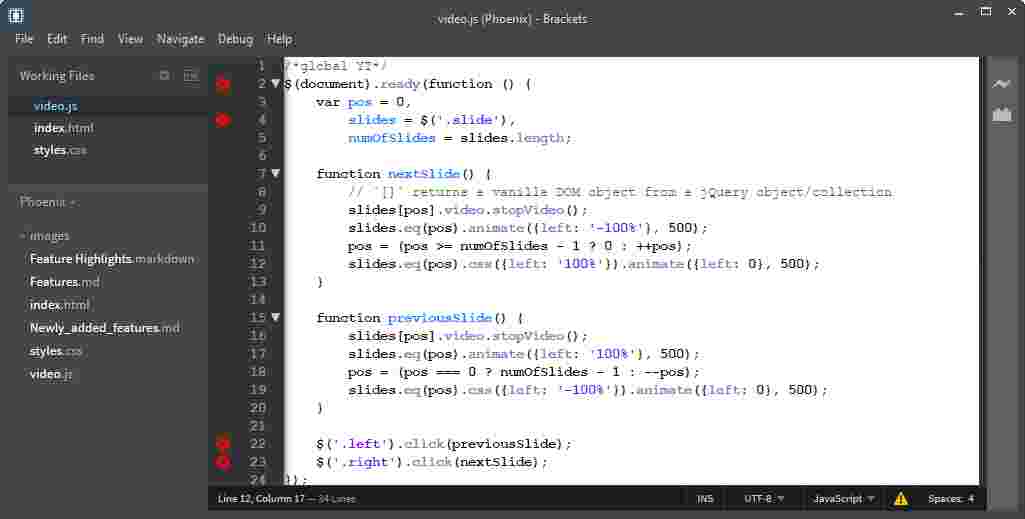 video.js (Phoenix) - Brackets
File Edit Find View Navigate Debug Help
Working Files
video.js
index.html
styles.css
Phoenix
images
Feature Highlights.markdown
Features.md
index.html
Newly_added_features.md
styles.css
video.js
1 /*global YT*/
2 $(document).ready(function () {
3 var pos = 0,
4 slides = $('.slide'),
5 numOfSlides = slides.length;
6
7 function nextSlide() {
8 // `[]` returns a vanilla DOM object from a jQuery object/collection
9 slides[pos].video.stopVideo();
10 slides.eq(pos).animate({left: '-100%'}, 500);
11 pos = (pos >= numOfSlides - 1 ? 0 : ++pos);
12 slides.eq(pos).css({left: '100%'}).animate({left: 0}, 500);
13 }
14
15 function previousSlide() {
16 slides[pos].video.stopVideo();
17 slides.eq(pos).animate({left: '100%'}, 500);
18 pos = (pos === 0 ? numOfSlides - 1 : --pos);
19 slides.eq(pos).css({left: '-100%'}).animate({left: 0}, 500);
20 }
21
22 $('.left').click(previousSlide);
23 $('.right').click(nextSlide);
24 });
Line 12, Column 17 — 34 Lines INS UTF-8 JavaScript Spaces: 4